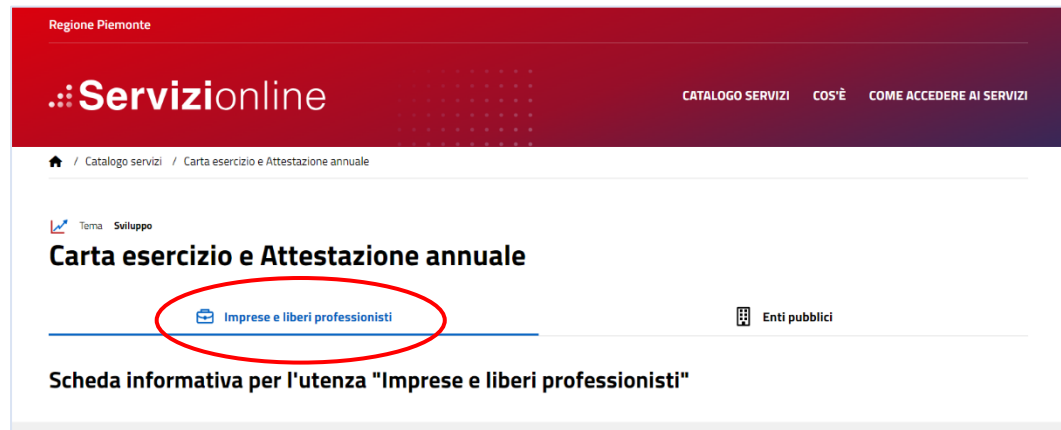 Regione Piemonte
Servizionline
CATALOGO SERVIZI COS'È COME ACCEDERE AI SERVIZI
/ Catalogo servizi / Carta esercizio e Attestazione annuale
Tema Sviluppo
Carta esercizio e Attestazione annuale
Imprese e liberi professionisti Enti pubblici
Scheda informativa per l'utenza "Imprese e liberi professionisti"